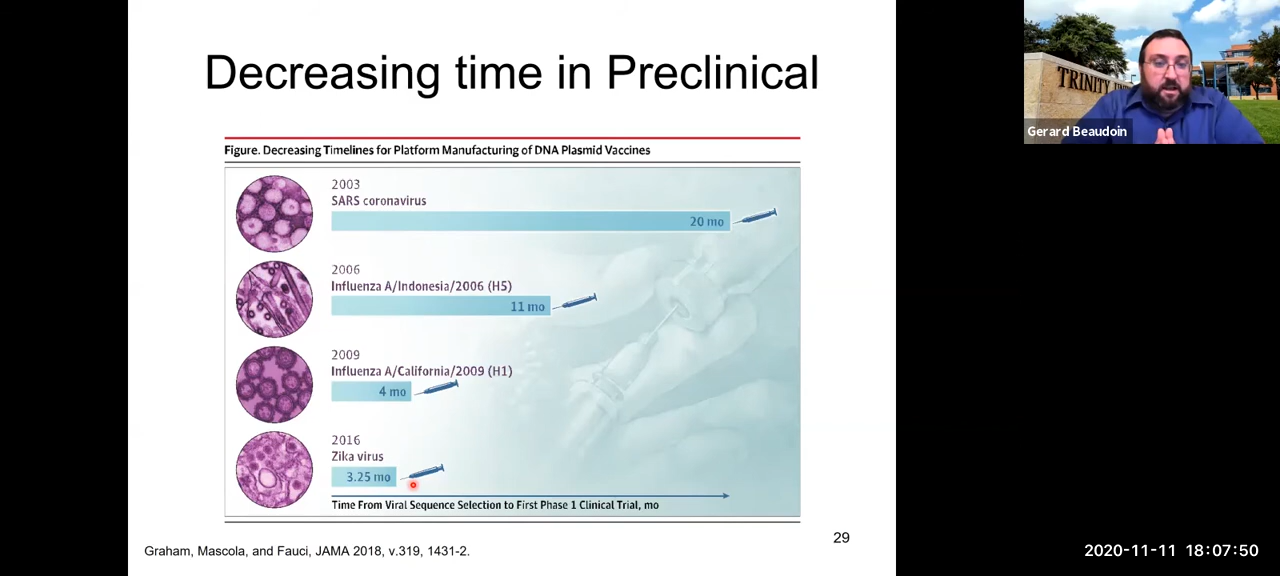 Decreasing time in Preclinical
Figure. Decreasing Timelines for Platform Manufacturing of DNA Plasmid Vaccines
2003
SARS coronavirus
20 mo
2006
Influenza A/Indonesia/2006 (H5)
11 mo
2009
Influenza A/California/2009 (H1)
4 mo
2016
Zika virus
3.25 mo
Time From Viral Sequence Selection to First Phase 1 Clinical Trial, mo
29
Graham, Mascola, and Fauci, JAMA 2018, v.319, 1431-2.
TRINITY
Gerard Beaudoin
2020-11-11 18:07:50